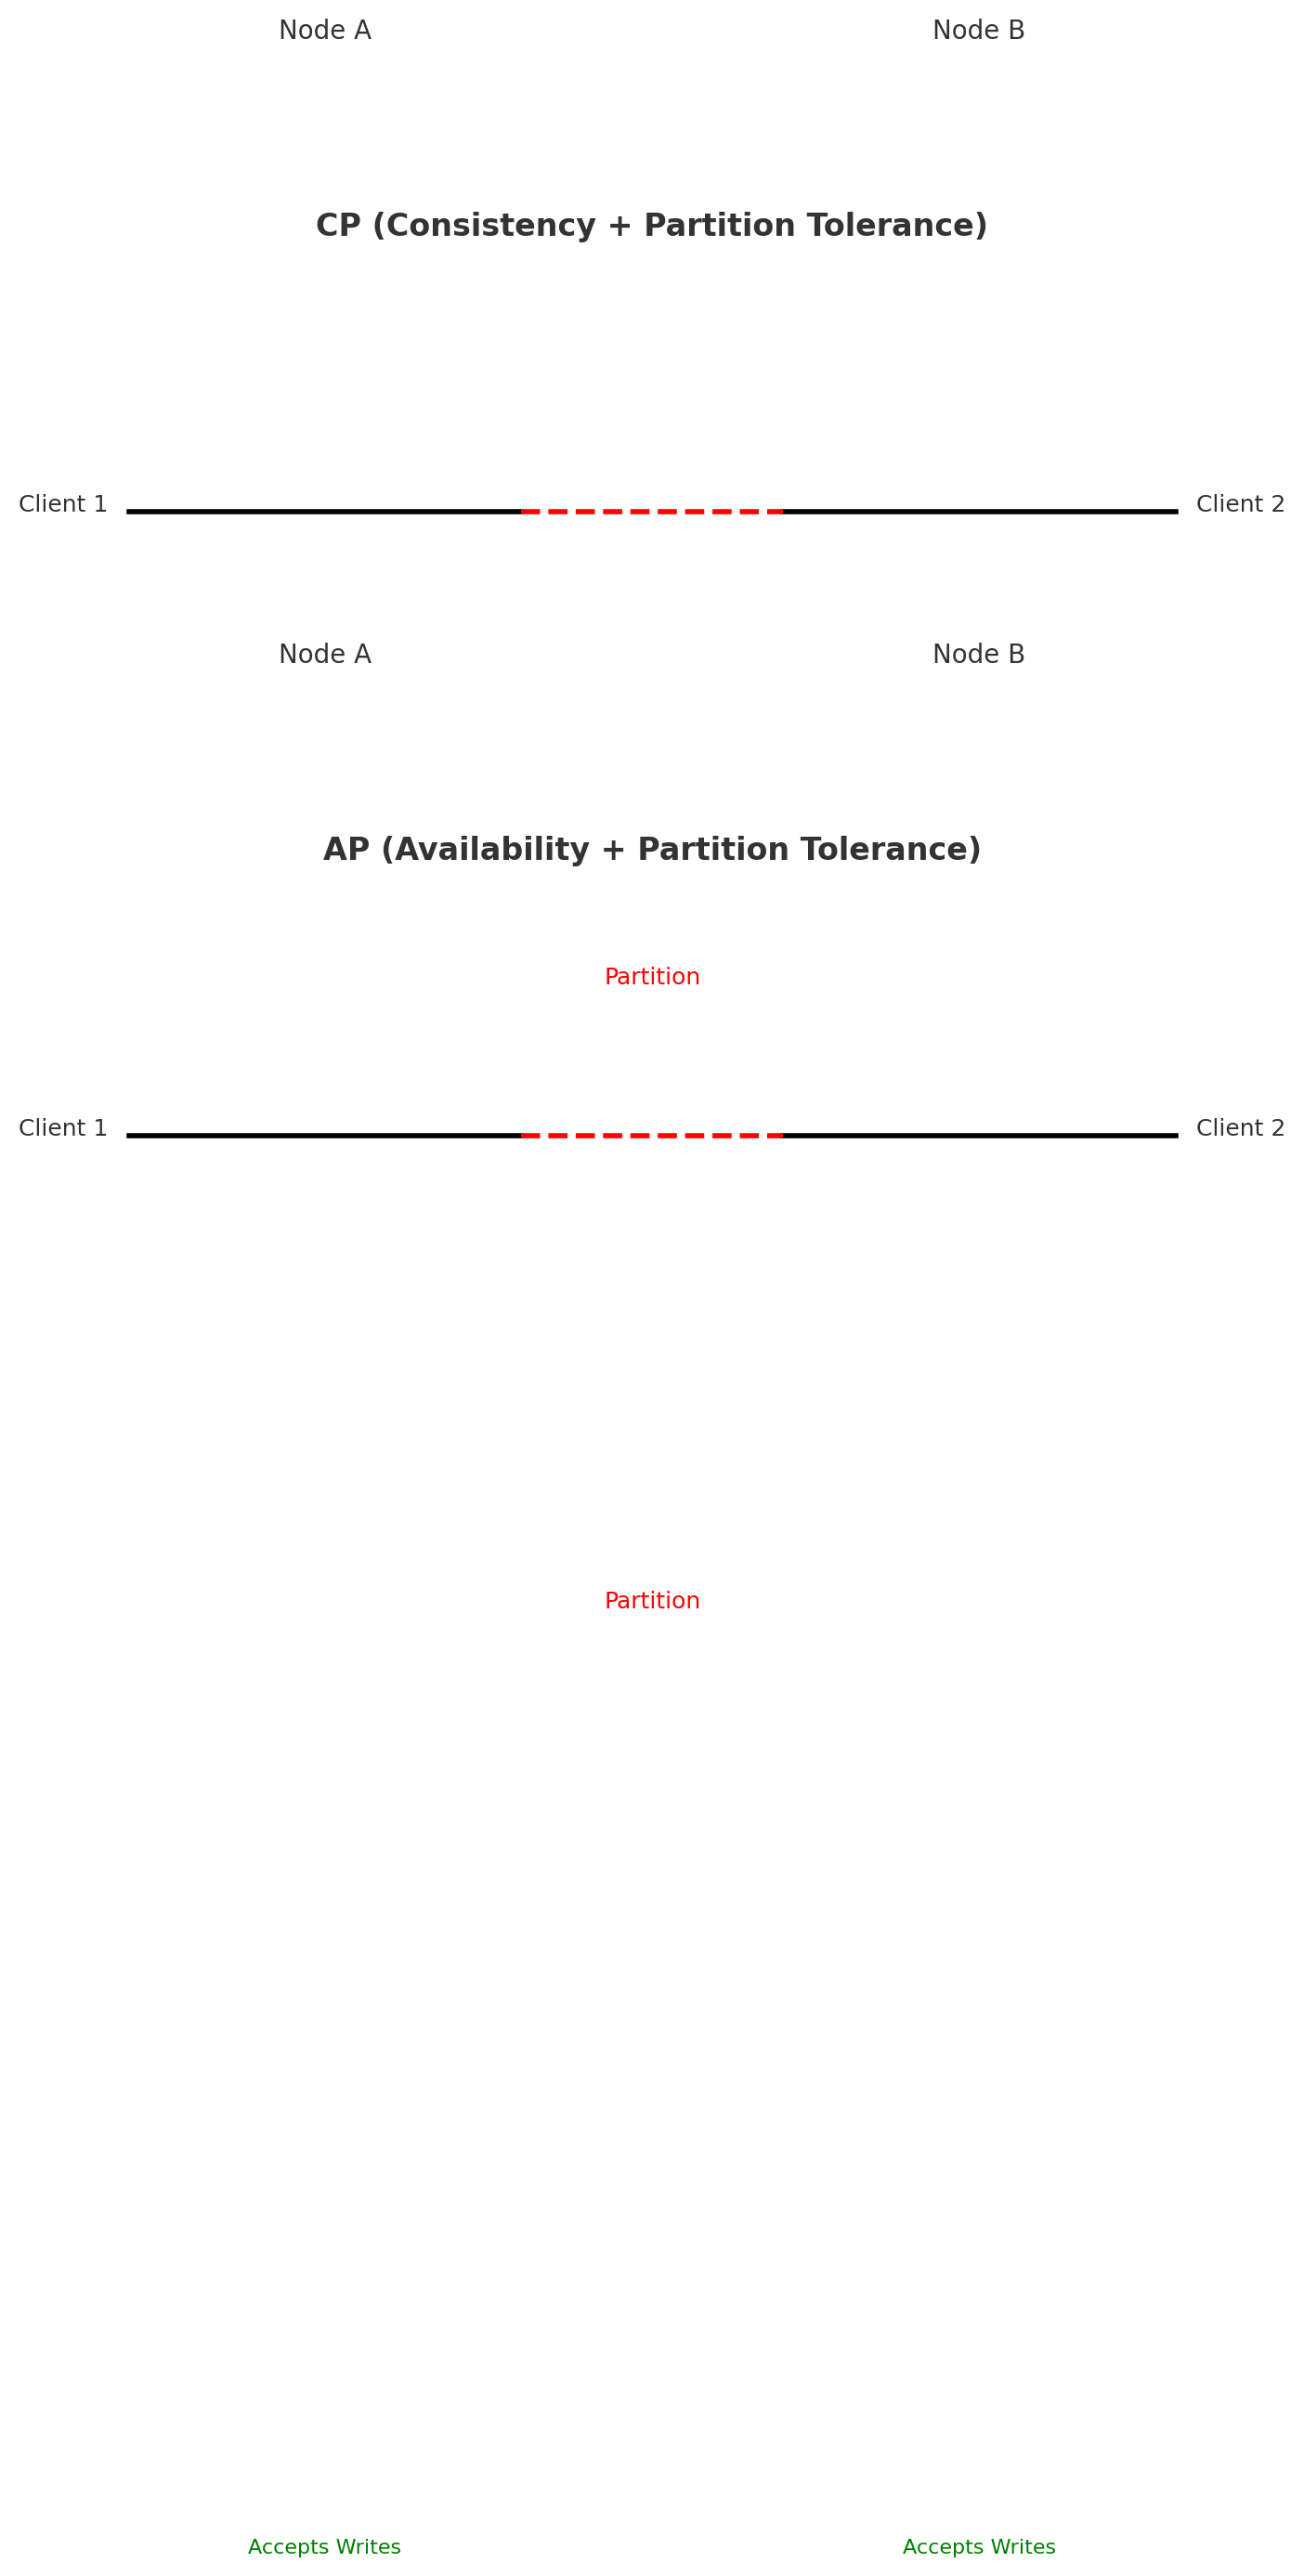 Node A
Node B
CP (Consistency + Partition Tolerance)
Client 1
Client 2
Node A
Node B
AP (Availability + Partition Tolerance)
Partition
Client 1
Client 2
Partition
Accepts Writes
Accepts Writes